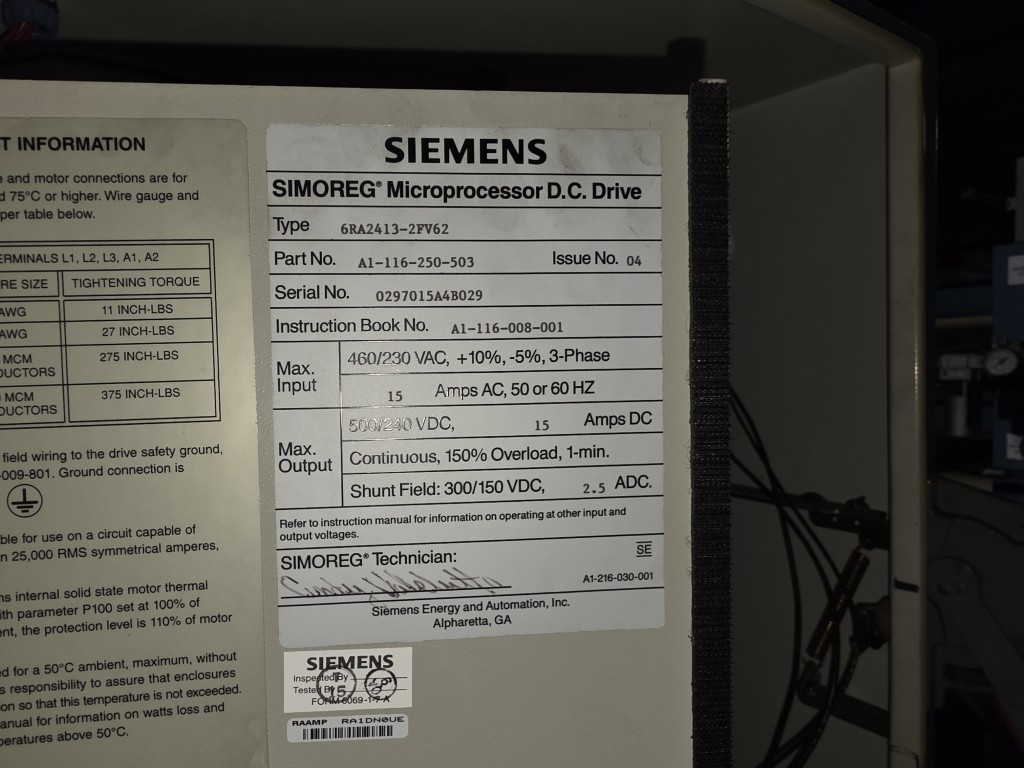 T INFORMATION
e and motor connections are for
d 75°C or higher. Wire gauge and
per table below.
ERMINALS L1, L2, L3, A1, A2
RE SIZE TIGHTENING TORQUE
AWG 11 INCH-LBS
AWG 27 INCH-LBS
MCM
DUCTORS 275 INCH-LBS
MCM
DUCTORS 375 INCH-LBS
field wiring to the drive safety ground,
-009-801. Ground connection is
ble for use on a circuit capable of
n 25,000 RMS symmetrical amperes,
ns internal solid state motor thermal
ith parameter P100 set at 100% of
ent, the protection level is 110% of motor
ed for a 50°C ambient, maximum, without
s responsibility to assure that enclosures
on so that this temperature is not exceeded.
anual for information on watts loss and
peratures above 50°C.
SIEMENS
SIMOREG® Microprocessor D.C. Drive
Type 6RA2413-2FV62
Part No. A1-116-250-503 Issue No. 04
Serial No. 0297015A4B029
Instruction Book No. A1-116-008-001
Max. Input
460/230 VAC, +10%, -5%, 3-Phase
15 Amps AC, 50 or 60 HZ
Max. Output
500/240 VDC, 15 Amps DC
Continuous, 150% Overload, 1-min.
Shunt Field: 300/150 VDC, 2.5 ADC.
Refer to instruction manual for information on operating at other input and
output voltages.
SIMOREG® Technician:
SE
A1-216-030-001
Siemens Energy and Automation, Inc.
Alpharetta, GA
SIEMENS
Inspected By
Tested By
15
RAAMP RA1DN0UE